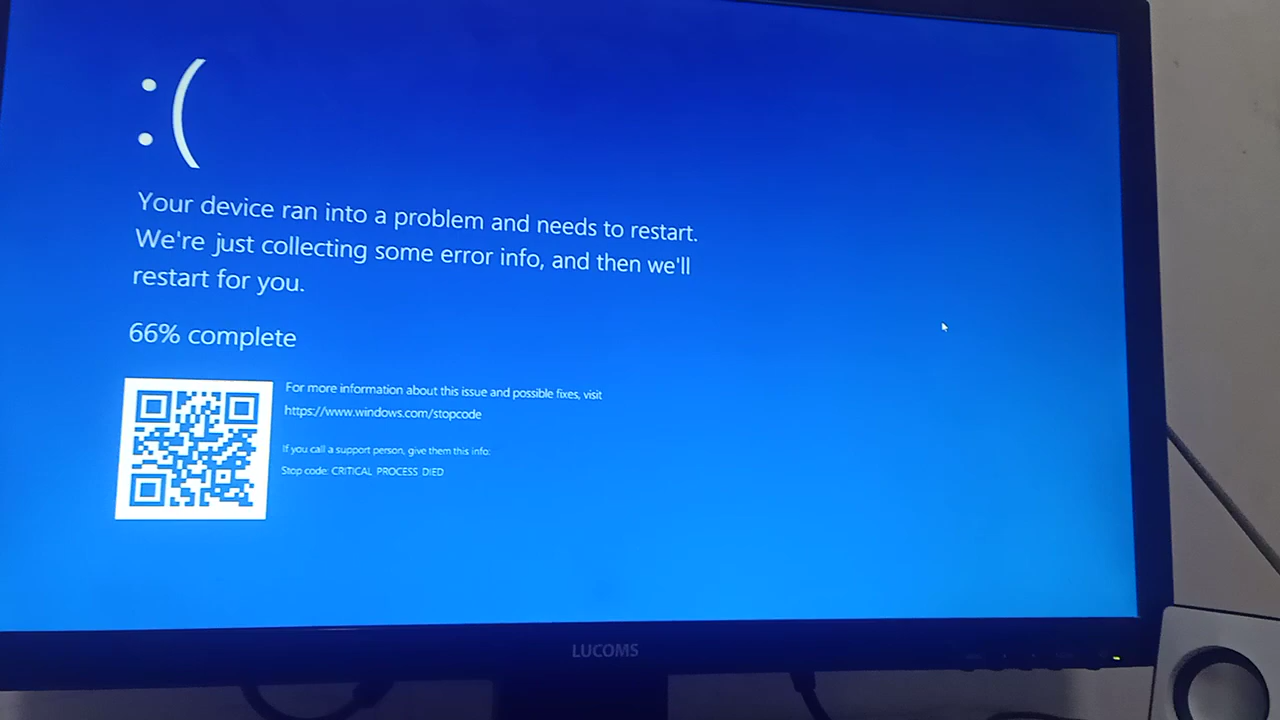 :(
Your device ran into a problem and needs to restart.
We're just collecting some error info, and then we'll
restart for you.
66% complete
For more information about this issue and possible fixes, visit
https://www.windows.com/stopcode
If you call a support person, give them this info:
Stop code: CRITICAL PROCESS DIED
LUCOMS